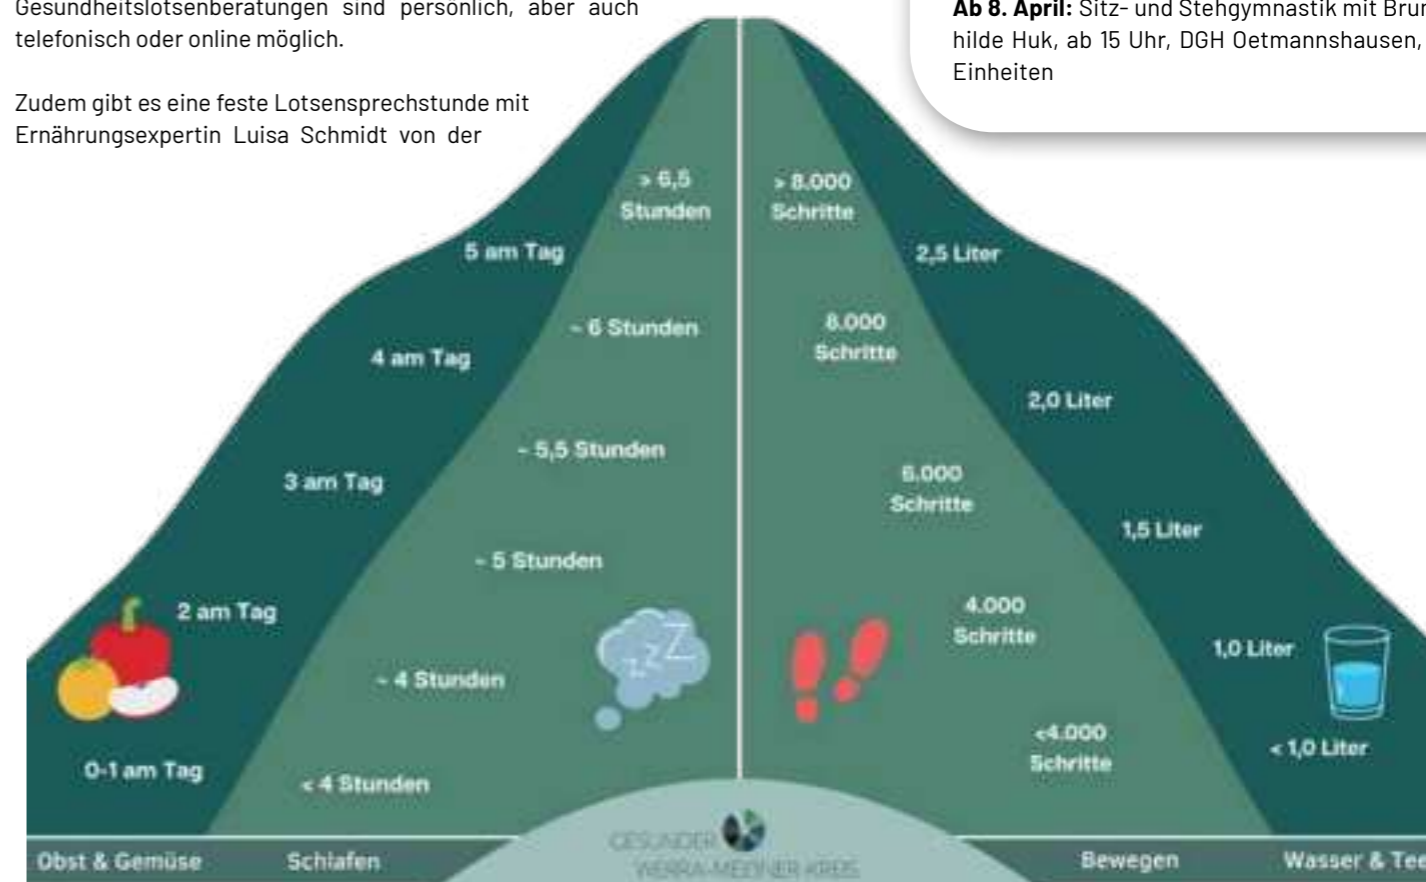 Gesundheitslotsenberatungen sind persönlich, aber auch
telefonisch oder online möglich.
Zudem gibt es eine feste Lotsensprechstunde mit
Ernährungsexpertin Luisa Schmidt von der
Ab 8. April: Sitz- und Stehgymnastik mit Brun
hilde Huk, ab 15 Uhr, DGH Oetmannshausen,
Einheiten
5 am Tag
4 am Tag
3 am Tag
2 am Tag
0-1 am Tag
Obst & Gemüse
> 6,5
Stunden
~ 6 Stunden
~ 5,5 Stunden
~ 5 Stunden
~ 4 Stunden
< 4 Stunden
Schlafen
zzZ
> 8.000
Schritte
8.000
Schritte
6.000
Schritte
4.000
Schritte
<4.000
Schritte
Bewegen
2,5 Liter
2,0 Liter
1,5 Liter
1,0 Liter
< 1,0 Liter
Wasser & Tee
GESUNDER
WERRA-MEIßNER-KREIS